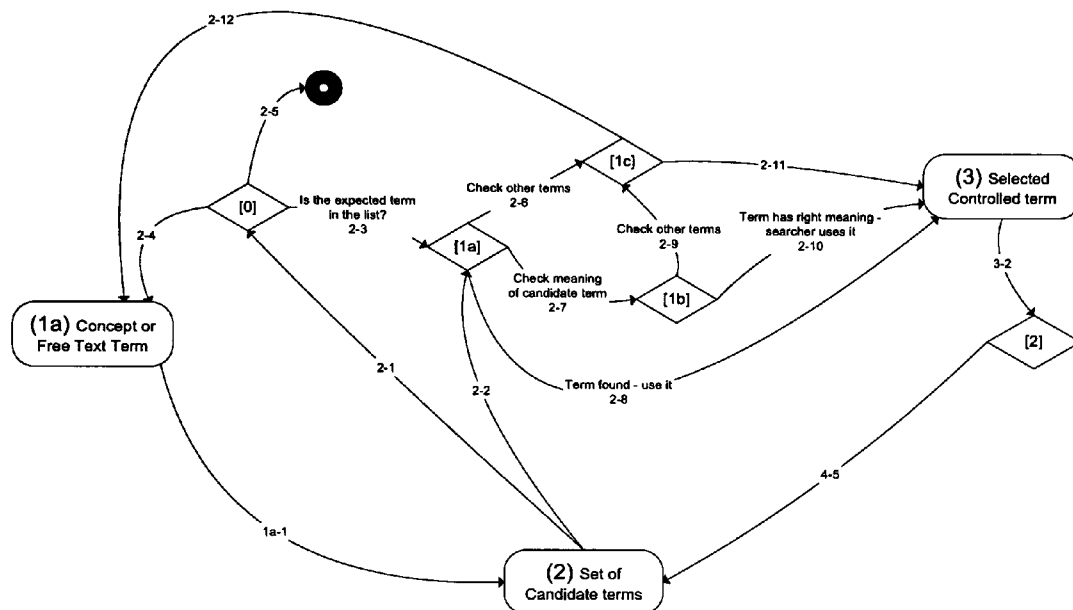 2-12
2-5
[1c]
2-11
(3) Selected
Controlled term
Check other terms
2-6
[0]
Is the expected term
in the list?
2-3
Term has right meaning -
searcher uses it
2-10
Check other terms
2-9
2-4
[1a]
3-2
Check meaning
of candidate term
2-7
[1b]
(1a) Concept or
Free Text Term
[2]
2-1
2-2
Term found - use it
2-8
4-5
1a-1
(2) Set of
Candidate terms